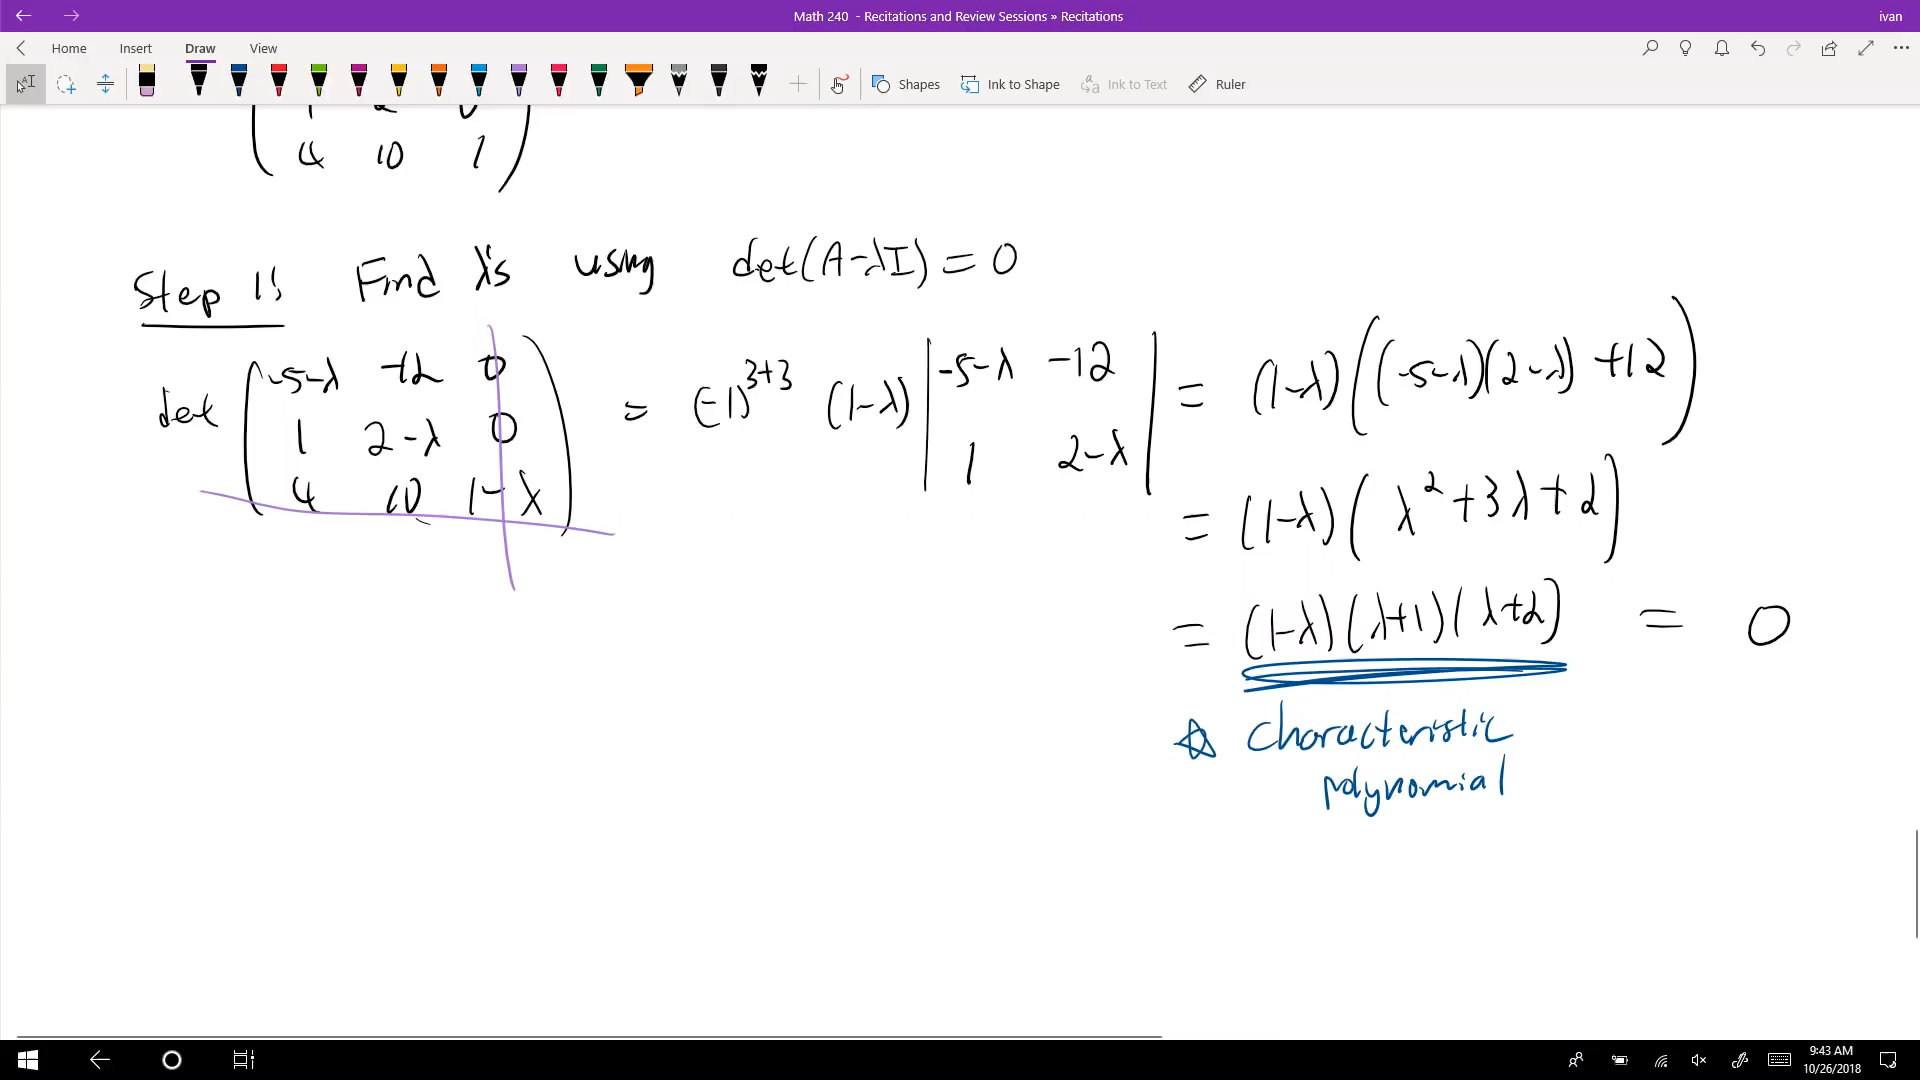 Math 240 - Recitations and Review Sessions » Recitations
ivan
Home Insert Draw View
Shapes Ink to Shape Ink to Text Ruler
4 10 1
Step 1: Find λ's using det(A-λI) = 0
det ( -5-λ -12 0
1 2-λ 0
4 10 1-λ )
= (-1)^{3+3} (1-λ) | -5-λ -12
1 2-λ |
= (1-λ)((-5-λ)(2-λ) +12)
= (1-λ)(λ² +3λ+2)
= (1-λ)(λ+1)(λ+2) = 0
☆ Characteristic
polynomial
9:43 AM
10/26/2018